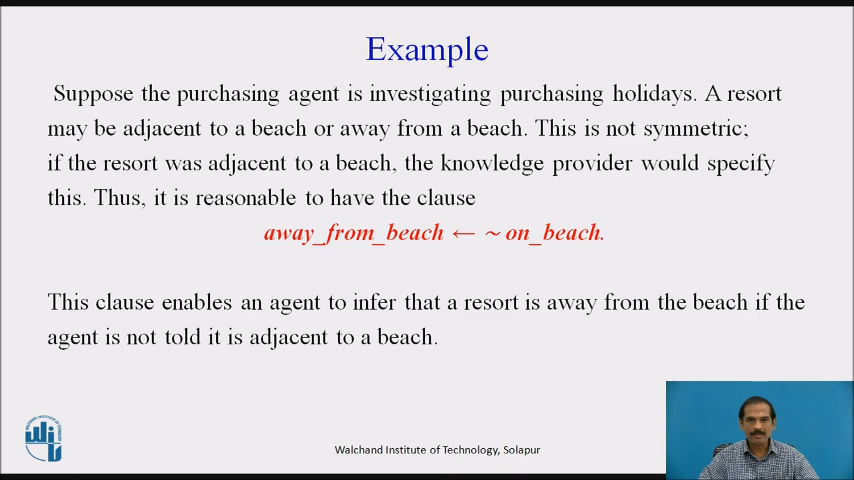 Example
Suppose the purchasing agent is investigating purchasing holidays. A resort
may be adjacent to a beach or away from a beach. This is not symmetric;
if the resort was adjacent to a beach, the knowledge provider would specify
this. Thus, it is reasonable to have the clause
away_from_beach ← ~ on_beach.
This clause enables an agent to infer that a resort is away from the beach if the
agent is not told it is adjacent to a beach.
Walchand Institute of Technology, Solapur